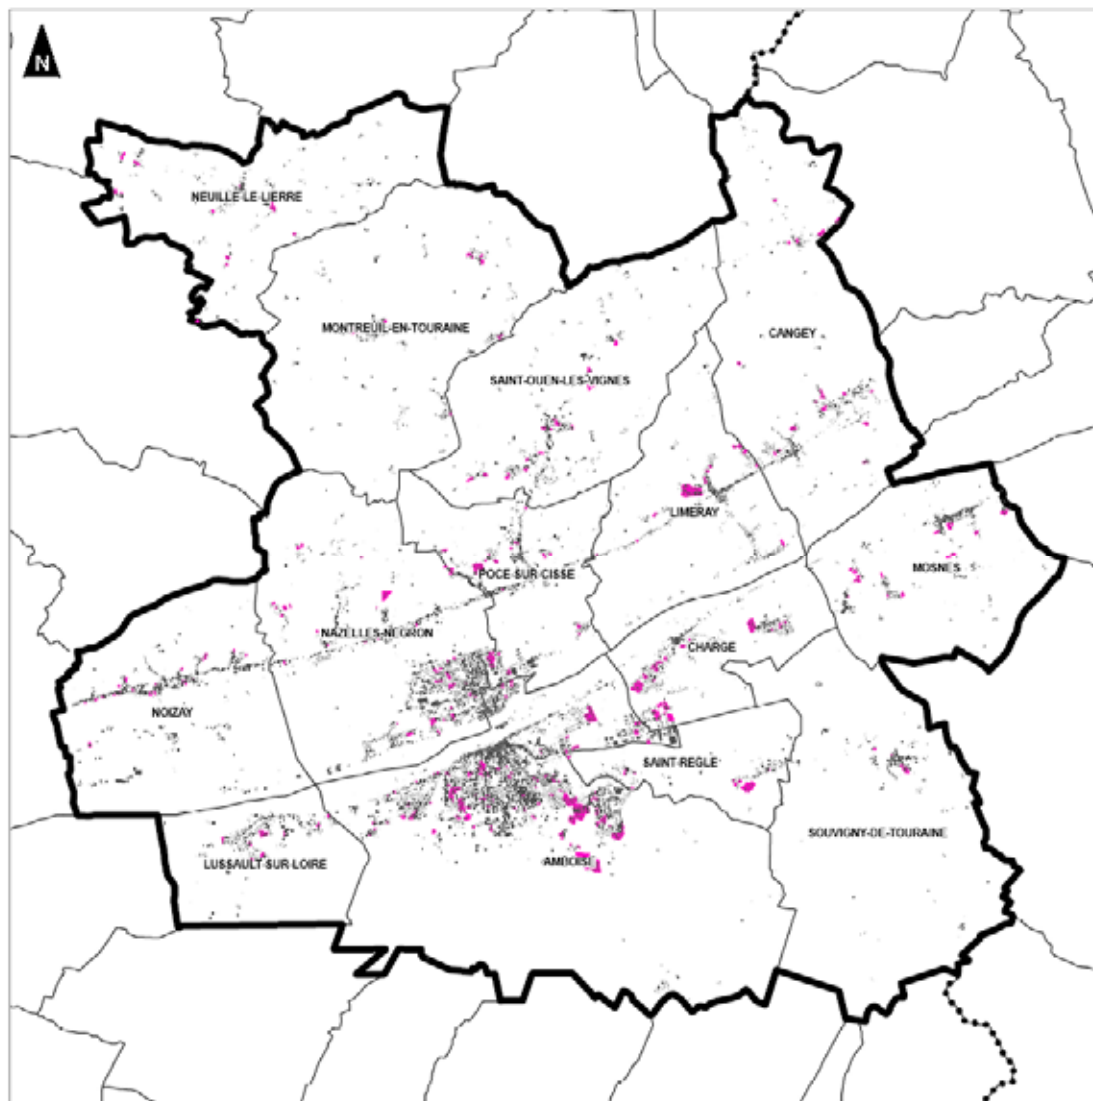 N
NEUILLE-LE-LIERRE
MONTREUIL-EN-TOURAINE
CANGEY
SAINT-OUEN-LES-VIGNES
LIMERAY
POCE-SUR-CISSE
MOSNES
NAZELLES-NEGRON
CHARGE
NOIZAY
SAINT-REGLE
SOUVIGNY-DE-TOURAINE
AMBOISE
LUSSAULT-SUR-LOIRE